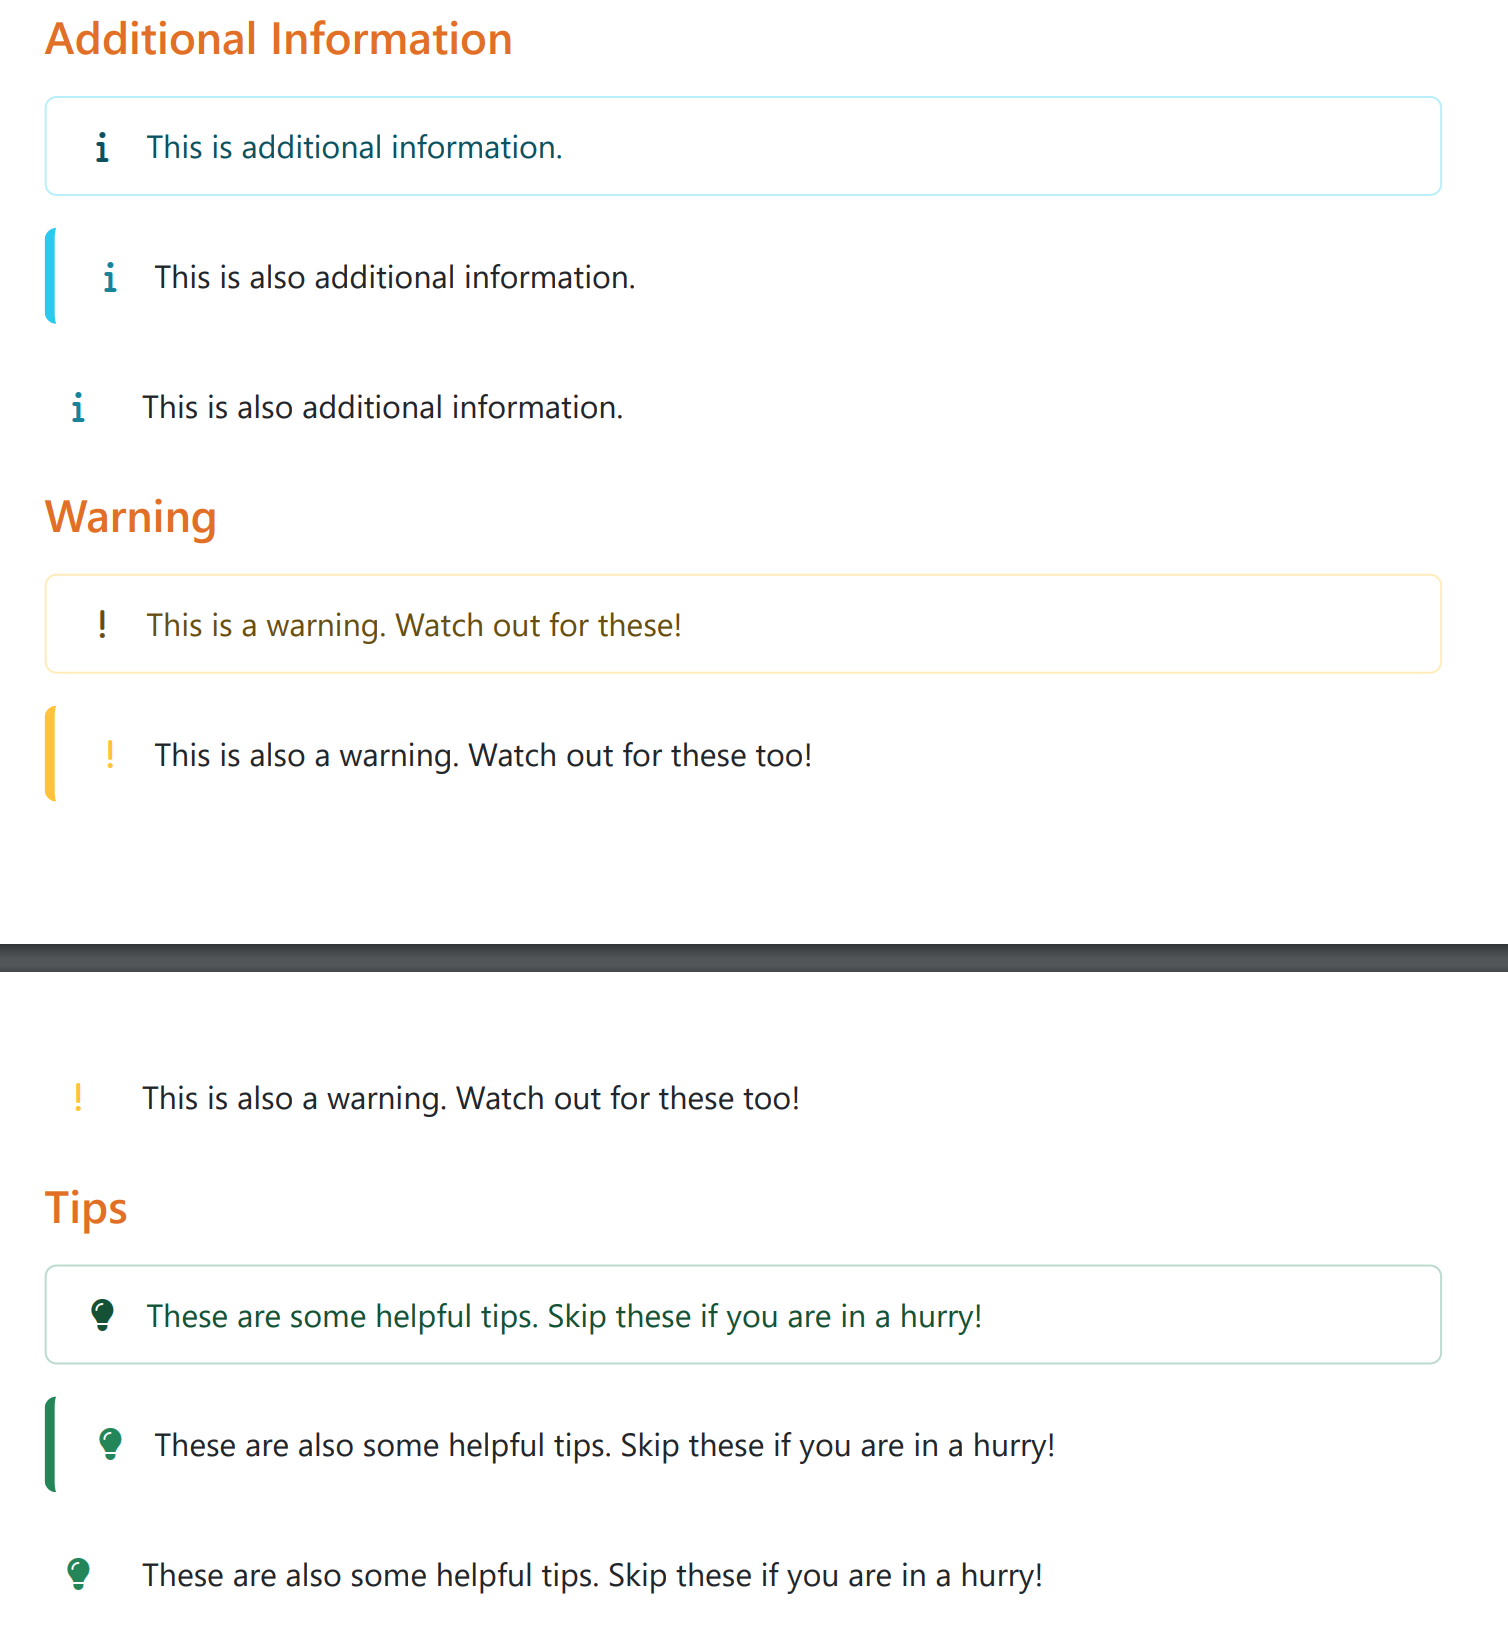 Additional Information
This is additional information.
This is also additional information.
This is also additional information.
Warning
This is a warning. Watch out for these!
This is also a warning. Watch out for these too!
This is also a warning. Watch out for these too!
Tips
These are some helpful tips. Skip these if you are in a hurry!
These are also some helpful tips. Skip these if you are in a hurry!
These are also some helpful tips. Skip these if you are in a hurry!